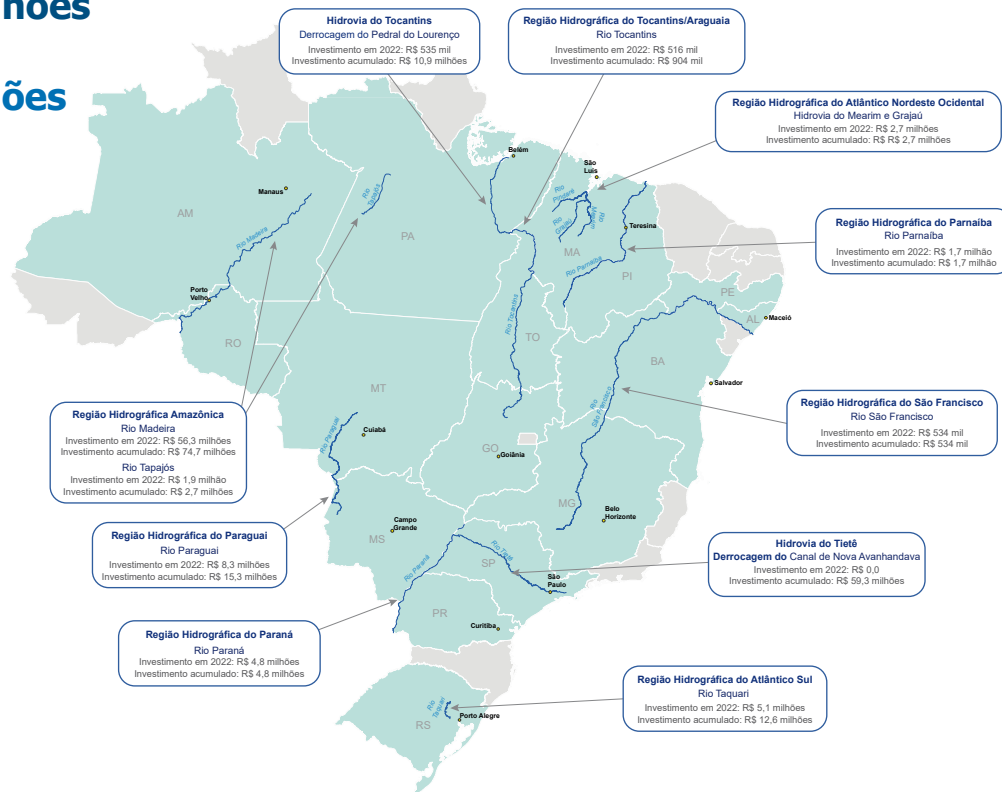 hões
ões
Hidrovia do Tocantins
Derrocagem do Pedral do Lourenço
Investimento em 2022: R$ 535 mil
Investimento acumulado: R$ 10,9 milhões
Região Hidrográfica do Tocantins/Araguaia
Rio Tocantins
Investimento em 2022: R$ 516 mil
Investimento acumulado: R$ 904 mil
Região Hidrográfica do Atlântico Nordeste Ocidental
Hidrovia do Mearim e Grajaú
Investimento em 2022: R$ 2,7 milhões
Investimento acumulado: R$ R$ 2,7 milhões
Região Hidrográfica do Parnaíba
Rio Parnaíba
Investimento em 2022: R$ 1,7 milhão
Investimento acumulado: R$ 1,7 milhão
Região Hidrográfica do São Francisco
Rio São Francisco
Investimento em 2022: R$ 534 mil
Investimento acumulado: R$ 534 mil
Hidrovia do Tietê
Derrocagem do Canal de Nova Avanhandava
Investimento em 2022: R$ 0,0
Investimento acumulado: R$ 59,3 milhões
Região Hidrográfica do Atlântico Sul
Rio Taquari
Investimento em 2022: R$ 5,1 milhões
Investimento acumulado: R$ 12,6 milhões
Região Hidrográfica Amazônica
Rio Madeira
Investimento em 2022: R$ 56,3 milhões
Investimento acumulado: R$ 74,7 milhões
Rio Tapajós
Investimento em 2022: R$ 1,9 milhão
Investimento acumulado: R$ 2,7 milhões
Região Hidrográfica do Paraguai
Rio Paraguai
Investimento em 2022: R$ 8,3 milhões
Investimento acumulado: R$ 15,3 milhões
Região Hidrográfica do Paraná
Rio Paraná
Investimento em 2022: R$ 4,8 milhões
Investimento acumulado: R$ 4,8 milhões
Belém
São
Luís
Manaus
Teresina
Porto
Velho
Maceió
Salvador
Cuiabá
Goiânia
Belo
Horizonte
Campo
Grande
São
Paulo
Curitiba
Porto Alegre
AM
PA
MA
PI
PE
AL
RO
TO
BA
MT
GO
MG
MS
SP
PR
RS
Rio Madeira
Rio
Tapajós
Rio
Pindaré
Rio
Grajaú
Rio
Mearim
Rio Parnaíba
Rio Tocantins
Rio
São Francisco
Rio Paraguai
Rio Paraná
Rio Tietê
Rio
Taquari